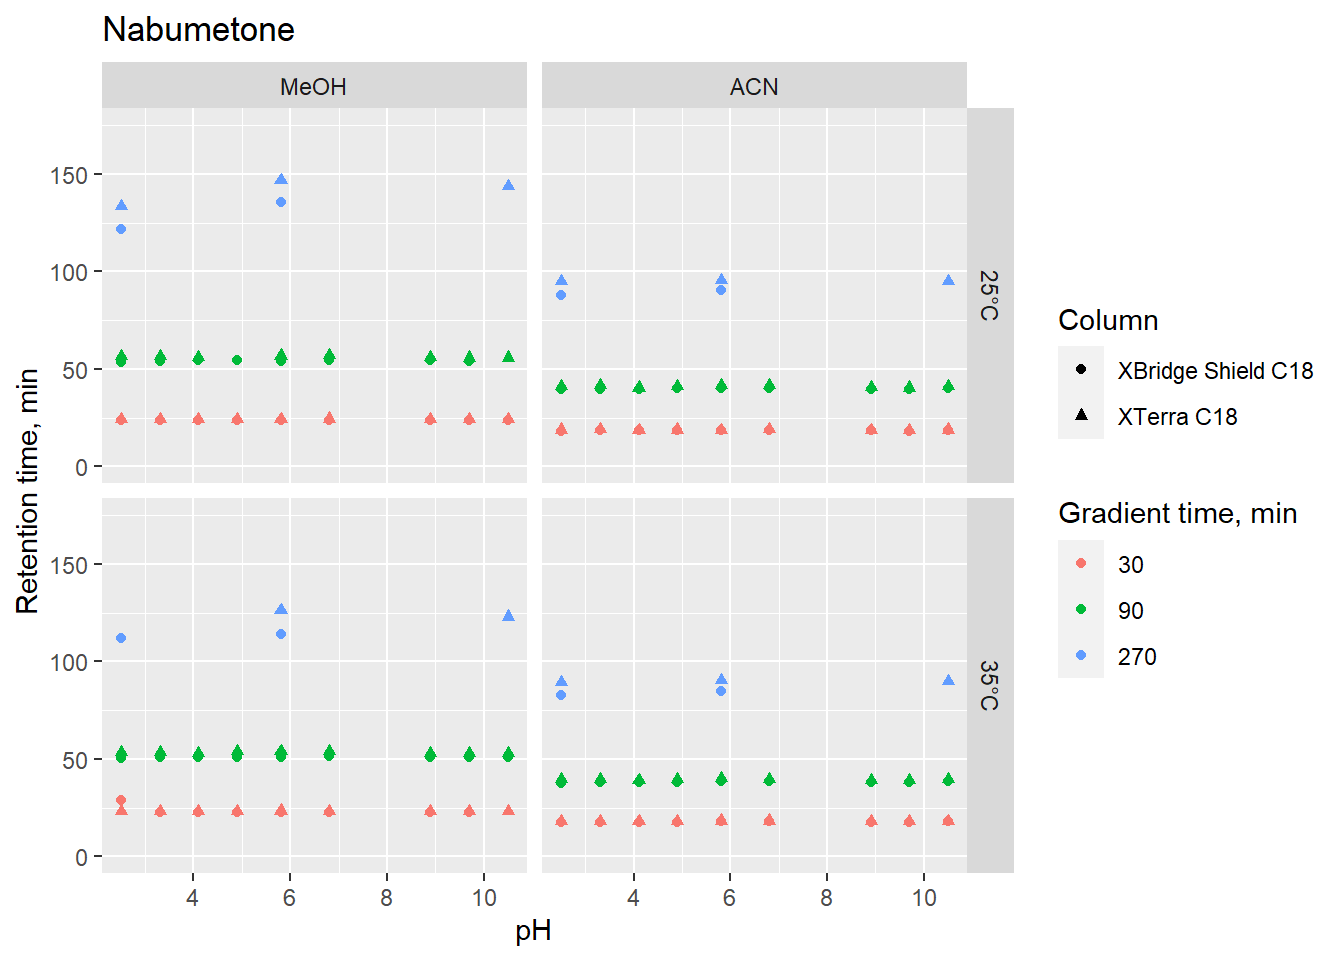 Nabumetone
MeOH
ACN
150
100
50
0
25°C
150
100
50
0
35°C
4
6
8
10
4
6
8
10
pH
Retention time, min
Column
XBridge Shield C18
XTerra C18
Gradient time, min
30
90
270